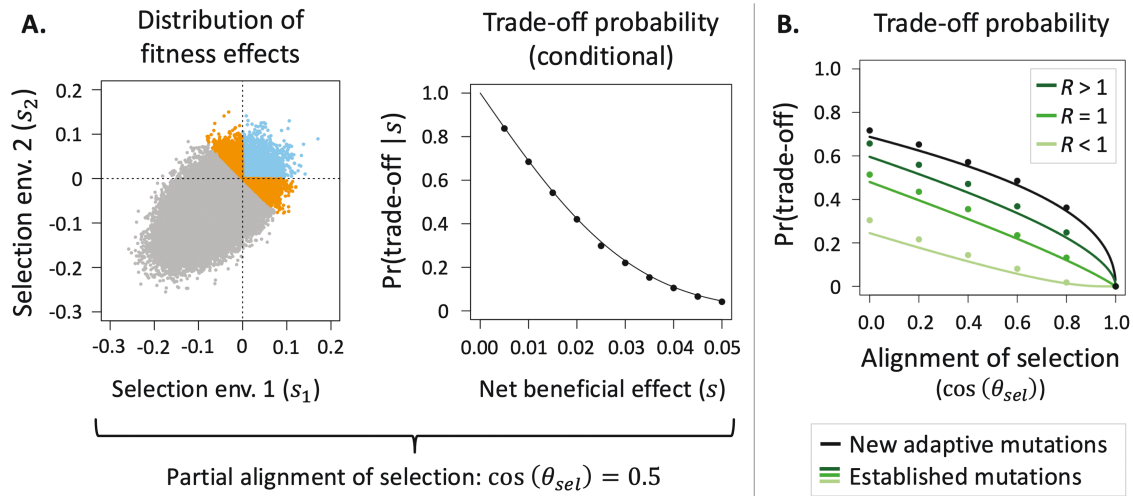 A.
Distribution of
fitness effects
Selection env. 2 (s₂)
0.2
0.1
0
-0.1
-0.2
-0.3
-0.3 -0.2 -0.1 0 0.1 0.2
Selection env. 1 (s₁)
Trade-off probability
(conditional)
Pr(trade-off |s)
1.0
0.8
0.6
0.4
0.2
0
0.00 0.01 0.02 0.03 0.04 0.05
Net beneficial effect (s)
Partial alignment of selection: cos (θ_sel) = 0.5
B.
Trade-off probability
Pr(trade-off)
1.0
0.8
0.6
0.4
0.2
0
R > 1
R = 1
R < 1
0.0 0.2 0.4 0.6 0.8 1.0
Alignment of selection
(cos (θ_sel))
New adaptive mutations
Established mutations